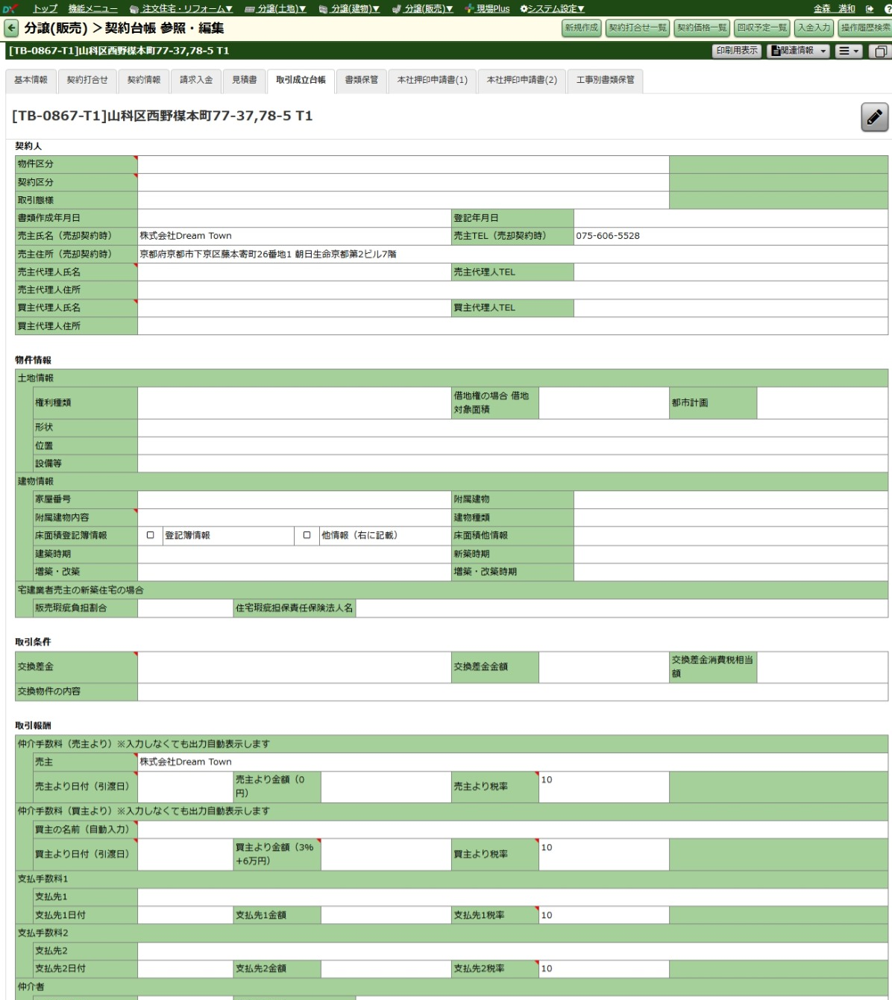 トップ 機能メニュー 注文住宅・リフォーム▼ 分譲(土地)▼ 分譲(建物)▼ 分譲(販売)▼ 現場Plus システム設定▼ 金森 満和
分譲(販売) ＞契約台帳 参照・編集 新規作成 契約打合せ一覧 契約価格一覧 回収予定一覧 入金入力 操作履歴検索
[TB-0867-T1]山科区西野楳本町77-37,78-5 T1 印刷用表示 関連情報
基本情報 契約打合せ 契約情報 請求入金 見積書 取引成立台帳 書類保管 本社押印申請書(1) 本社押印申請書(2) 工事別書類保管
[TB-0867-T1]山科区西野楳本町77-37,78-5 T1
契約人
物件区分
契約区分
取引態様
書類作成年月日 登記年月日
売主氏名（売却契約時） 株式会社Dream Town 売主TEL（売却契約時） 075-606-5528
売主住所（売却契約時） 京都府京都市下京区藤本寄町26番地1 朝日生命京都第2ビル7階
売主代理人氏名 売主代理人TEL
売主代理人住所
買主代理人氏名 買主代理人TEL
買主代理人住所
物件情報
土地情報
権利種類 借地権の場合 借地対象面積 都市計画
形状
位置
設備等
建物情報
家屋番号 附属建物
附属建物内容 建物種類
床面積登記簿情報 登記簿情報 他情報（右に記載） 床面積他情報
建築時期 新築時期
増築・改築 増築・改築時期
宅建業者売主の新築住宅の場合
販売瑕疵負担割合 住宅瑕疵担保責任保険法人名
取引条件
交換差金 交換差金金額 交換差金消費税相当額
交換物件の内容
取引報酬
仲介手数料（売主より）※入力しなくても出力自動表示します
売主 株式会社Dream Town
売主より日付（引渡日） 売主より金額（0円） 売主より税率 10
仲介手数料（買主より）※入力しなくても出力自動表示します
買主の名前（自動入力）
買主より日付（引渡日） 買主より金額（3%+6万円） 買主より税率 10
支払手数料1
支払先1
支払先1日付 支払先1金額 支払先1税率 10
支払手数料2
支払先2
支払先2日付 支払先2金額 支払先2税率 10
仲介者